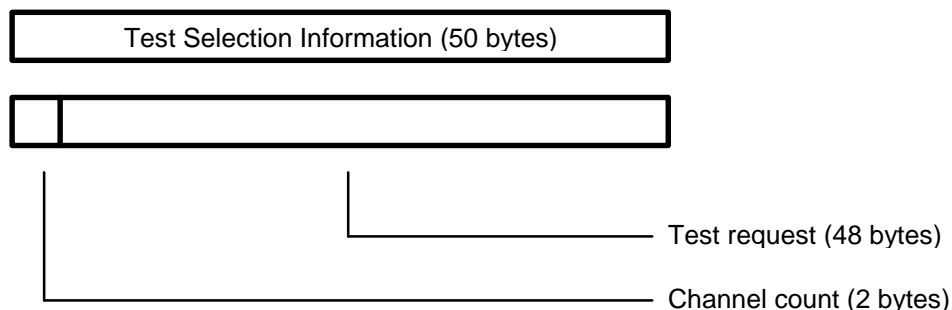 Test Selection Information (50 bytes)
Test request (48 bytes)
Channel count (2 bytes)